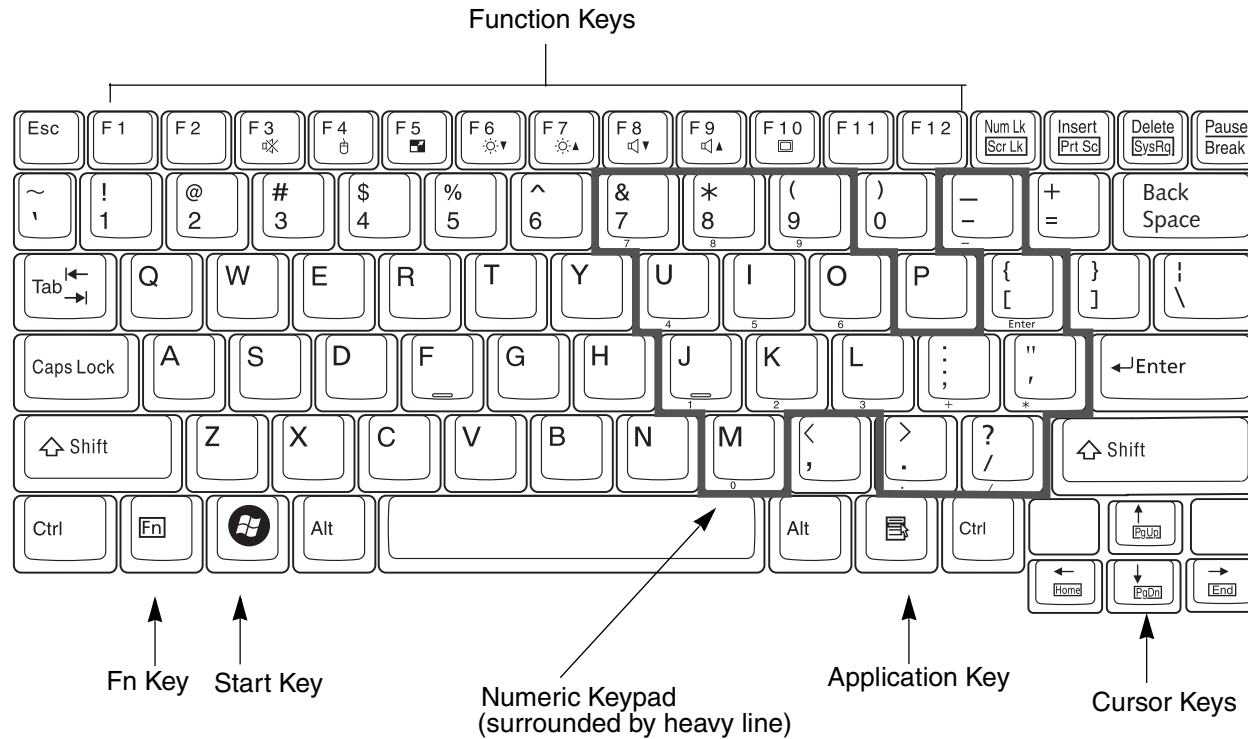 Function Keys
Esc F1 F2 F3 F4 F5 F6 F7 F8 F9 F10 F11 F12 Num Lk Insert Delete Pause
Scr Lk Prt Sc SysRq Break
~ ! @ # $ % ^ & * ( ) — + Back
` 1 2 3 4 5 6 7 8 9 0 - = Space
7 8 9 -
Tab Q W E R T Y U I O P { } ¦
[ ] \
4 5 6 Enter
Caps Lock A S D F G H J K L : " Enter
; '
1 2 3 + *
Shift Z X C V B N M < > ? Shift
, . /
0 . /
Ctrl Fn Alt Alt Ctrl PgUp
Home PgDn End
Fn Key
Start Key
Numeric Keypad
(surrounded by heavy line)
Application Key
Cursor Keys